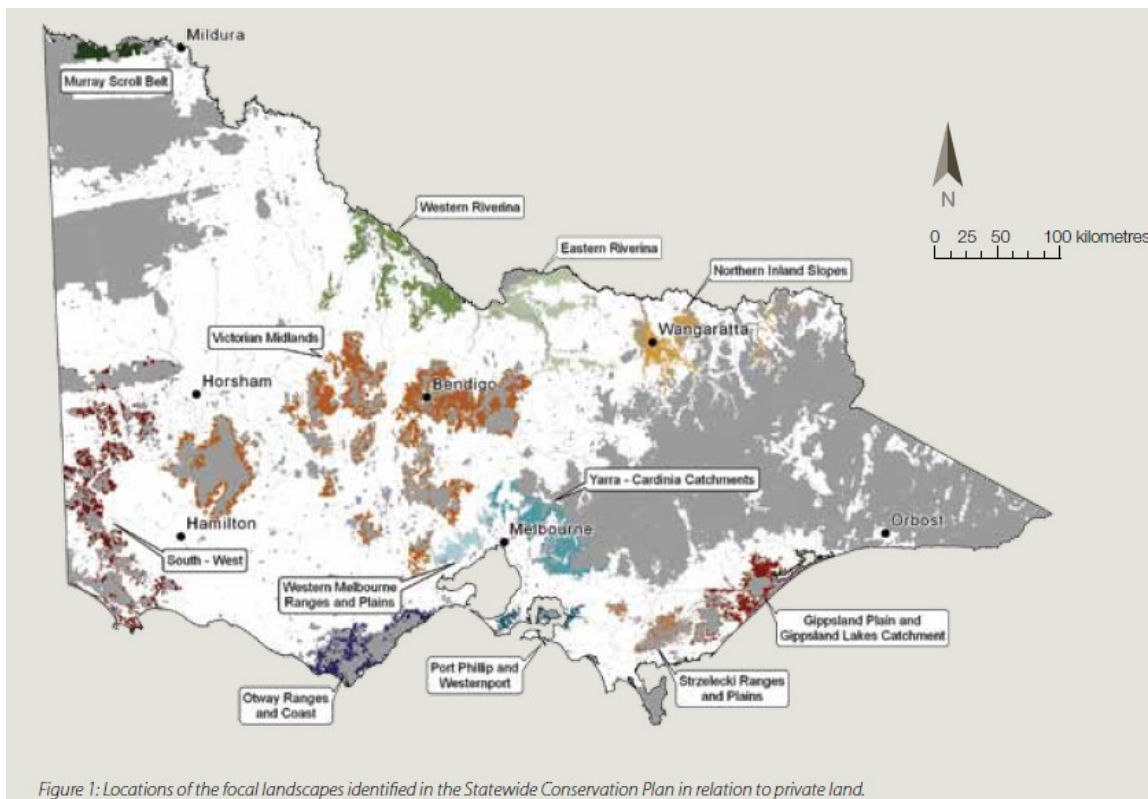 Mildura
Murray Scroll Belt
Western Riverina
Eastern Riverina
Northern Inland Slopes
N
0 25 50 100 kilometres
Wangaratta
Victorian Midlands
Horsham
Bendigo
Yarra - Cardinia Catchments
Hamilton
Melbourne
Orbost
South - West
Western Melbourne
Ranges and Plains
Gippsland Plain and
Gippsland Lakes Catchment
Port Phillip and
Westernport
Strzelecki Ranges
and Plains
Otway Ranges
and Coast
Figure 1: Locations of the focal landscapes identified in the Statewide Conservation Plan in relation to private land.